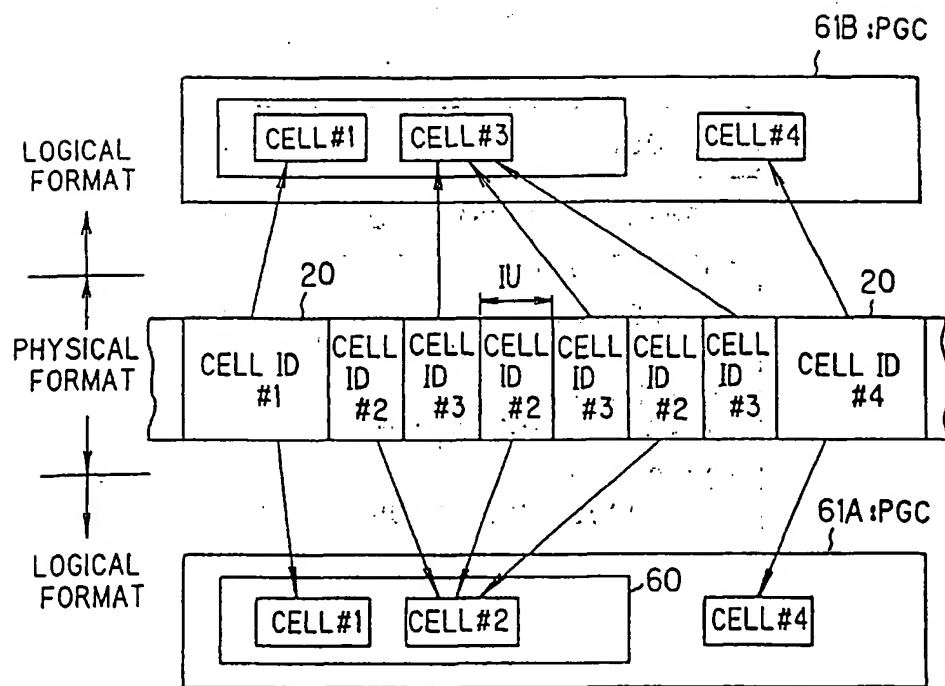 61B:PGC
CELL#1
CELL#3
CELL#4
LOGICAL
FORMAT
20
IU
20
PHYSICAL
FORMAT
CELL ID
#1
CELL
ID
#2
CELL
ID
#3
CELL
ID
#2
CELL
ID
#3
CELL
ID
#2
CELL
ID
#3
CELL ID
#4
61A:PGC
LOGICAL
FORMAT
60
CELL#1
CELL#2
CELL#4